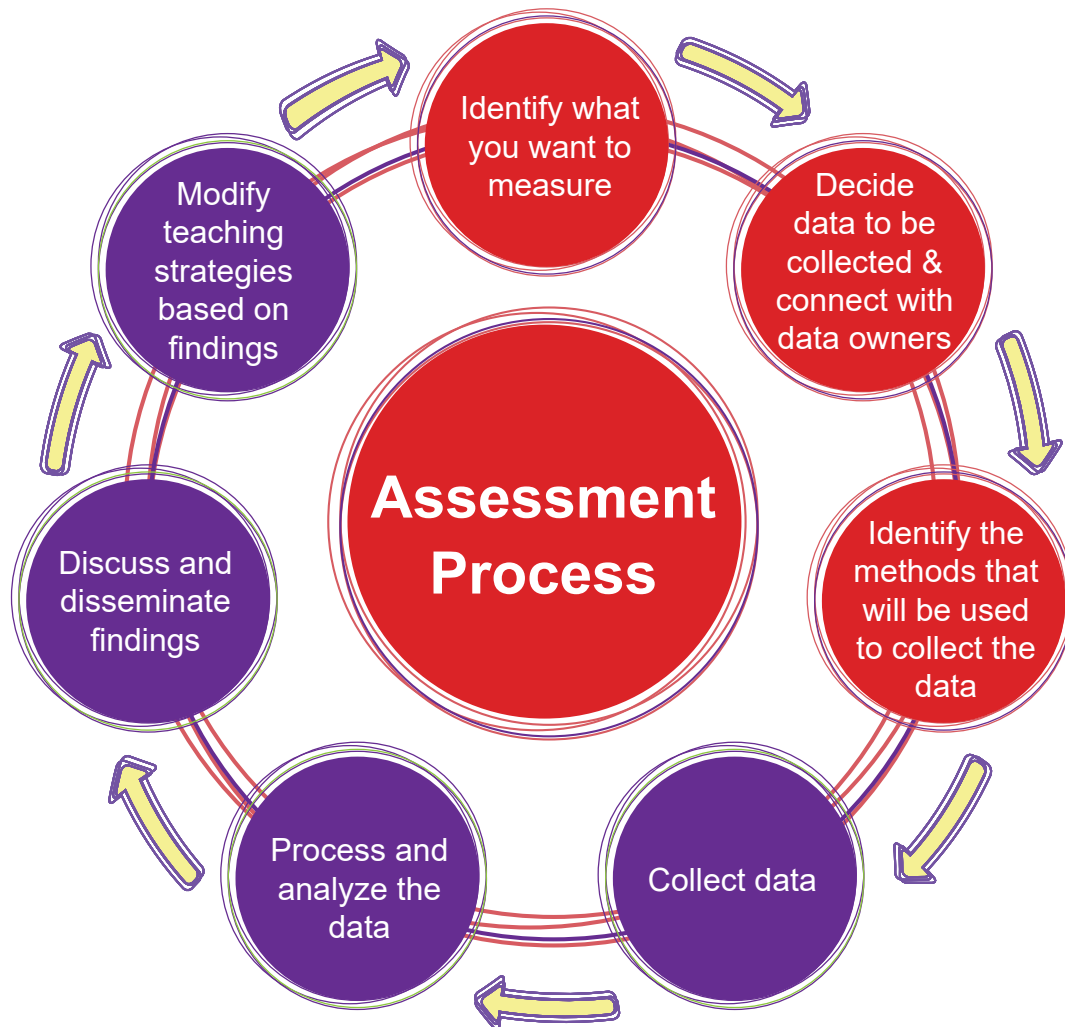 Identify what
you want to
measure
Decide
data to be
collected &
connect with
data owners
Identify the
methods that
will be used
to collect the
data
Collect data
Process and
analyze the
data
Discuss and
disseminate
findings
Modify
teaching
strategies
based on
findings
Assessment
Process